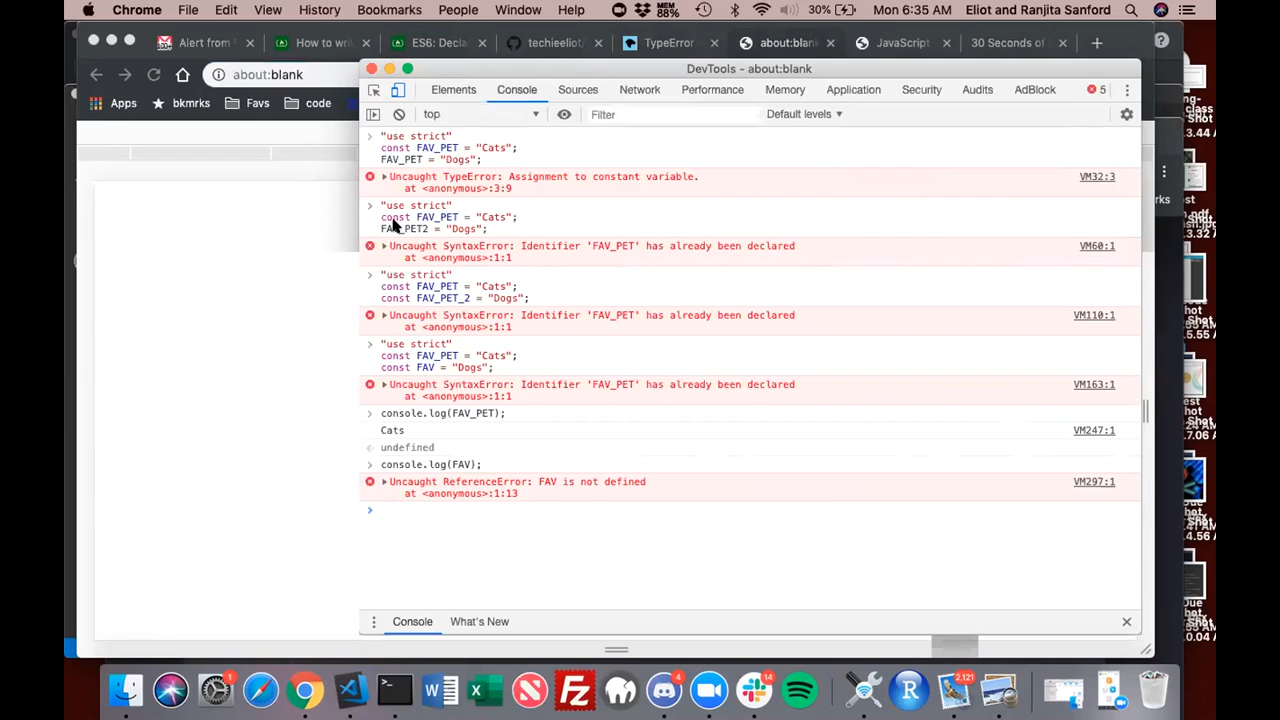 Chrome File Edit View History Bookmarks People Window Help MEM 88% 30% Mon 6:35 AM Eliot and Ranjita Sanford
Alert from How to wri ES6: Decla techieeliot/ TypeError about:blank JavaScript 30 Seconds of
about:blank
DevTools - about:blank
Elements Console Sources Network Performance Memory Application Security Audits AdBlock 5
Apps bkmrks Favs code
top Filter Default levels
"use strict"
const FAV_PET = "Cats";
FAV_PET = "Dogs";
Uncaught TypeError: Assignment to constant variable. VM32:3
at <anonymous>:3:9
"use strict"
const FAV_PET = "Cats";
FAV_PET2 = "Dogs";
Uncaught SyntaxError: Identifier 'FAV_PET' has already been declared VM60:1
at <anonymous>:1:1
"use strict"
const FAV_PET = "Cats";
const FAV_PET_2 = "Dogs";
Uncaught SyntaxError: Identifier 'FAV_PET' has already been declared VM110:1
at <anonymous>:1:1
"use strict"
const FAV_PET = "Cats";
const FAV = "Dogs";
Uncaught SyntaxError: Identifier 'FAV_PET' has already been declared VM163:1
at <anonymous>:1:1
console.log(FAV_PET);
Cats VM247:1
undefined
console.log(FAV);
Uncaught ReferenceError: FAV is not defined VM297:1
at <anonymous>:1:13
Console What's New
1 4 14 2,121